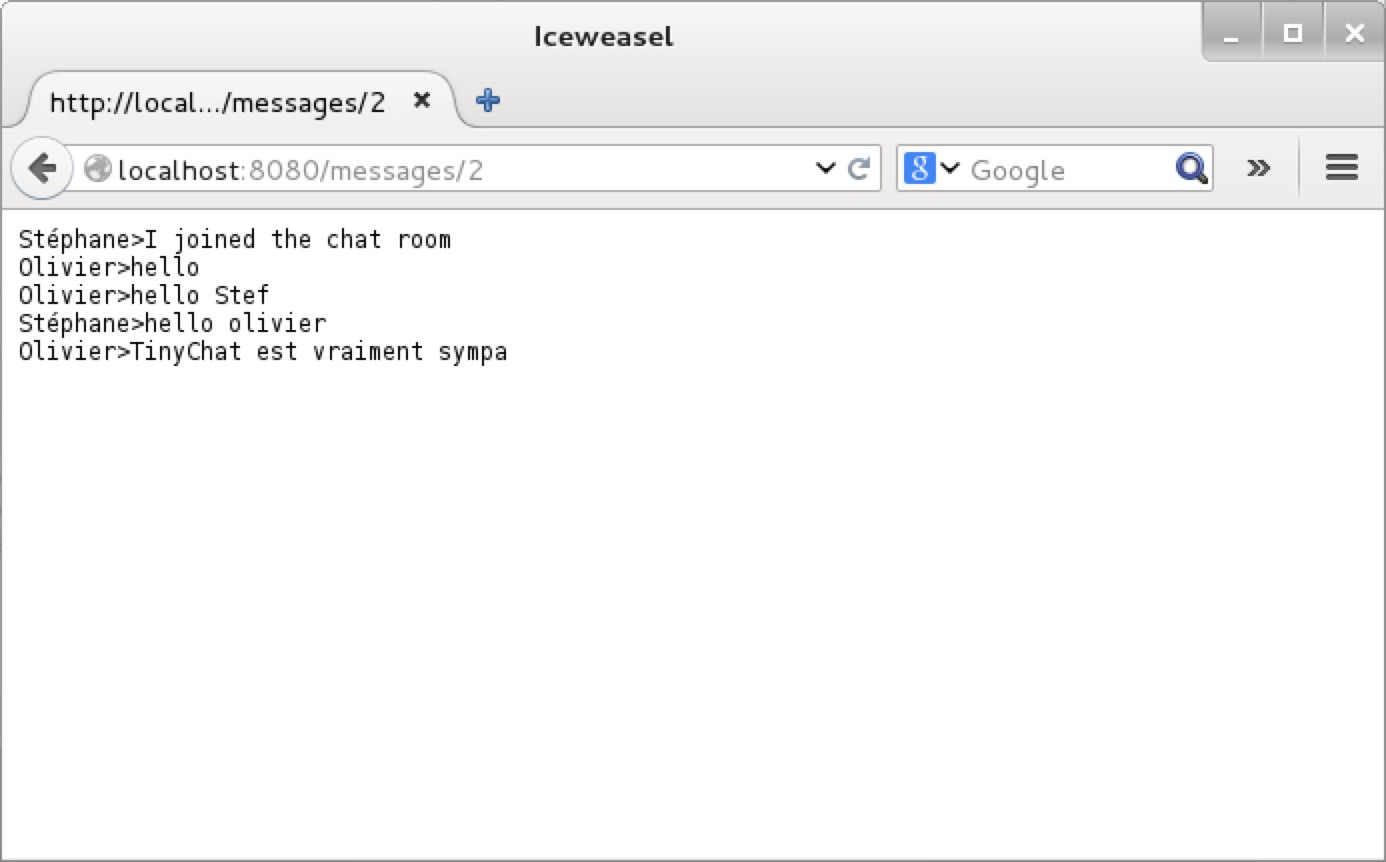 Iceweasel
http://local.../messages/2
localhost:8080/messages/2
g Google
Stéphane>I joined the chat room
Olivier>hello
Olivier>hello Stef
Stéphane>hello olivier
Olivier>TinyChat est vraiment sympa